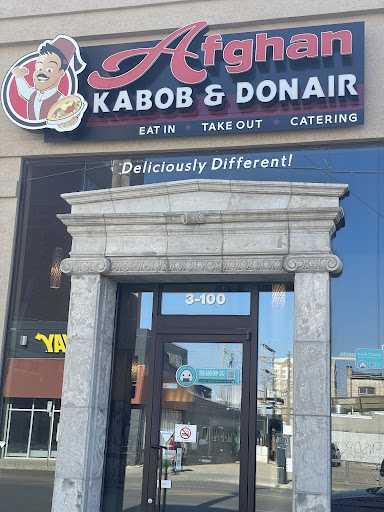 Afghan
KABOB & DONAIR
EAT IN • TAKE OUT • CATERING
Deliciously Different!
3-100